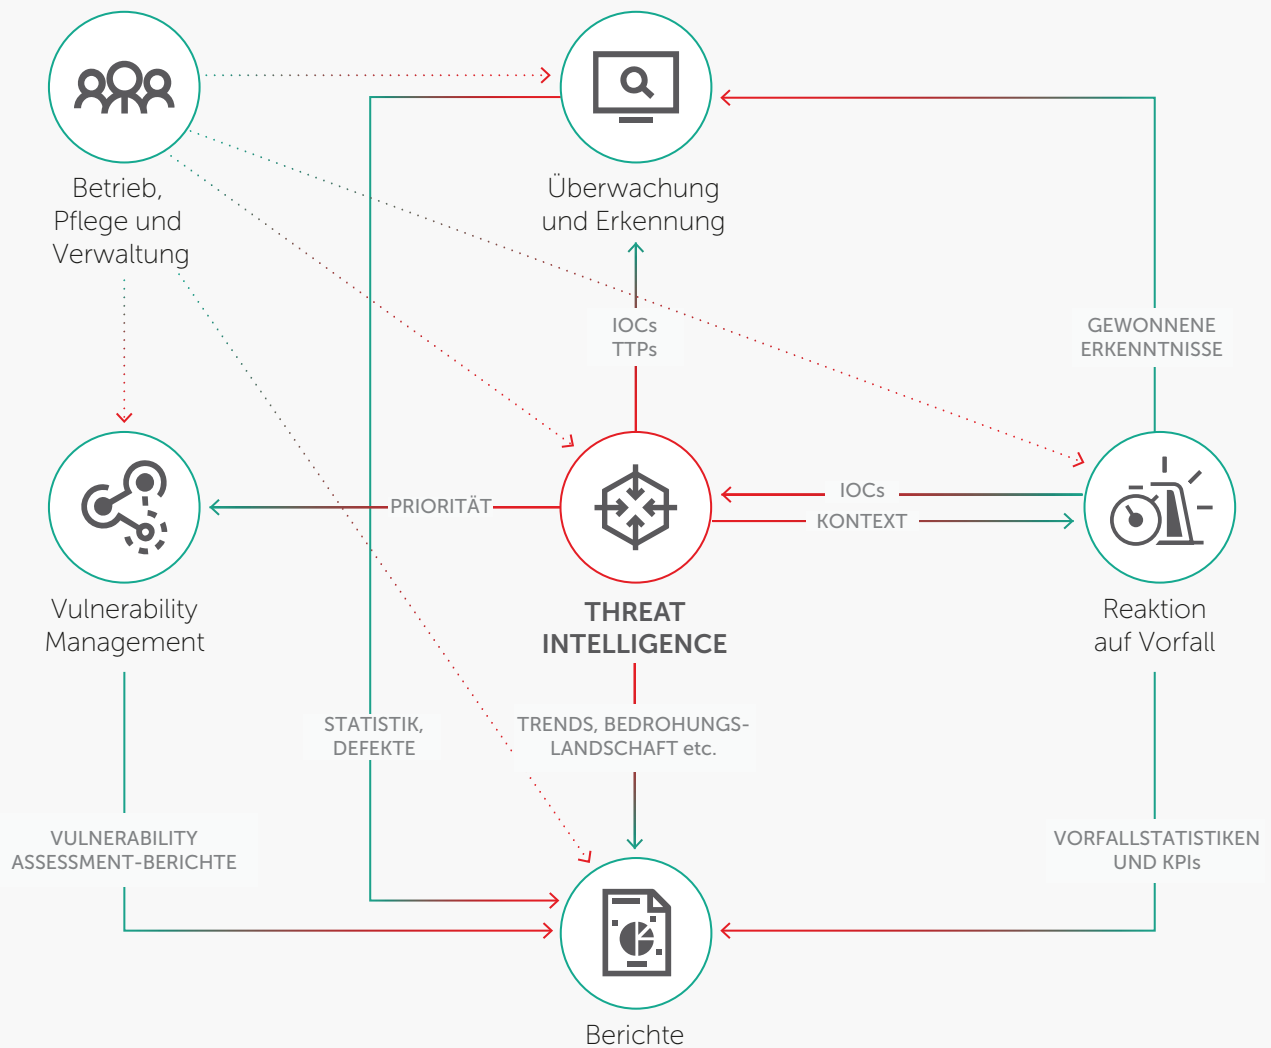 Betrieb,
Pflege und
Verwaltung
Überwachung
und Erkennung
IOCs
TTPs
GEWONNENE
ERKENNTNISSE
PRIORITÄT
IOCs
KONTEXT
Vulnerability
Management
THREAT
INTELLIGENCE
Reaktion
auf Vorfall
STATISTIK,
DEFEKTE
TRENDS, BEDROHUNGS-
LANDSCHAFT etc.
VULNERABILITY
ASSESSMENT-BERICHTE
VORFALLSTATISTIKEN
UND KPIs
Berichte